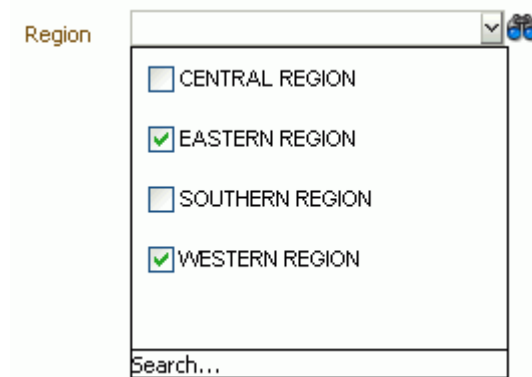 Region
CENTRAL REGION
EASTERN REGION
SOUTHERN REGION
WESTERN REGION
Search...